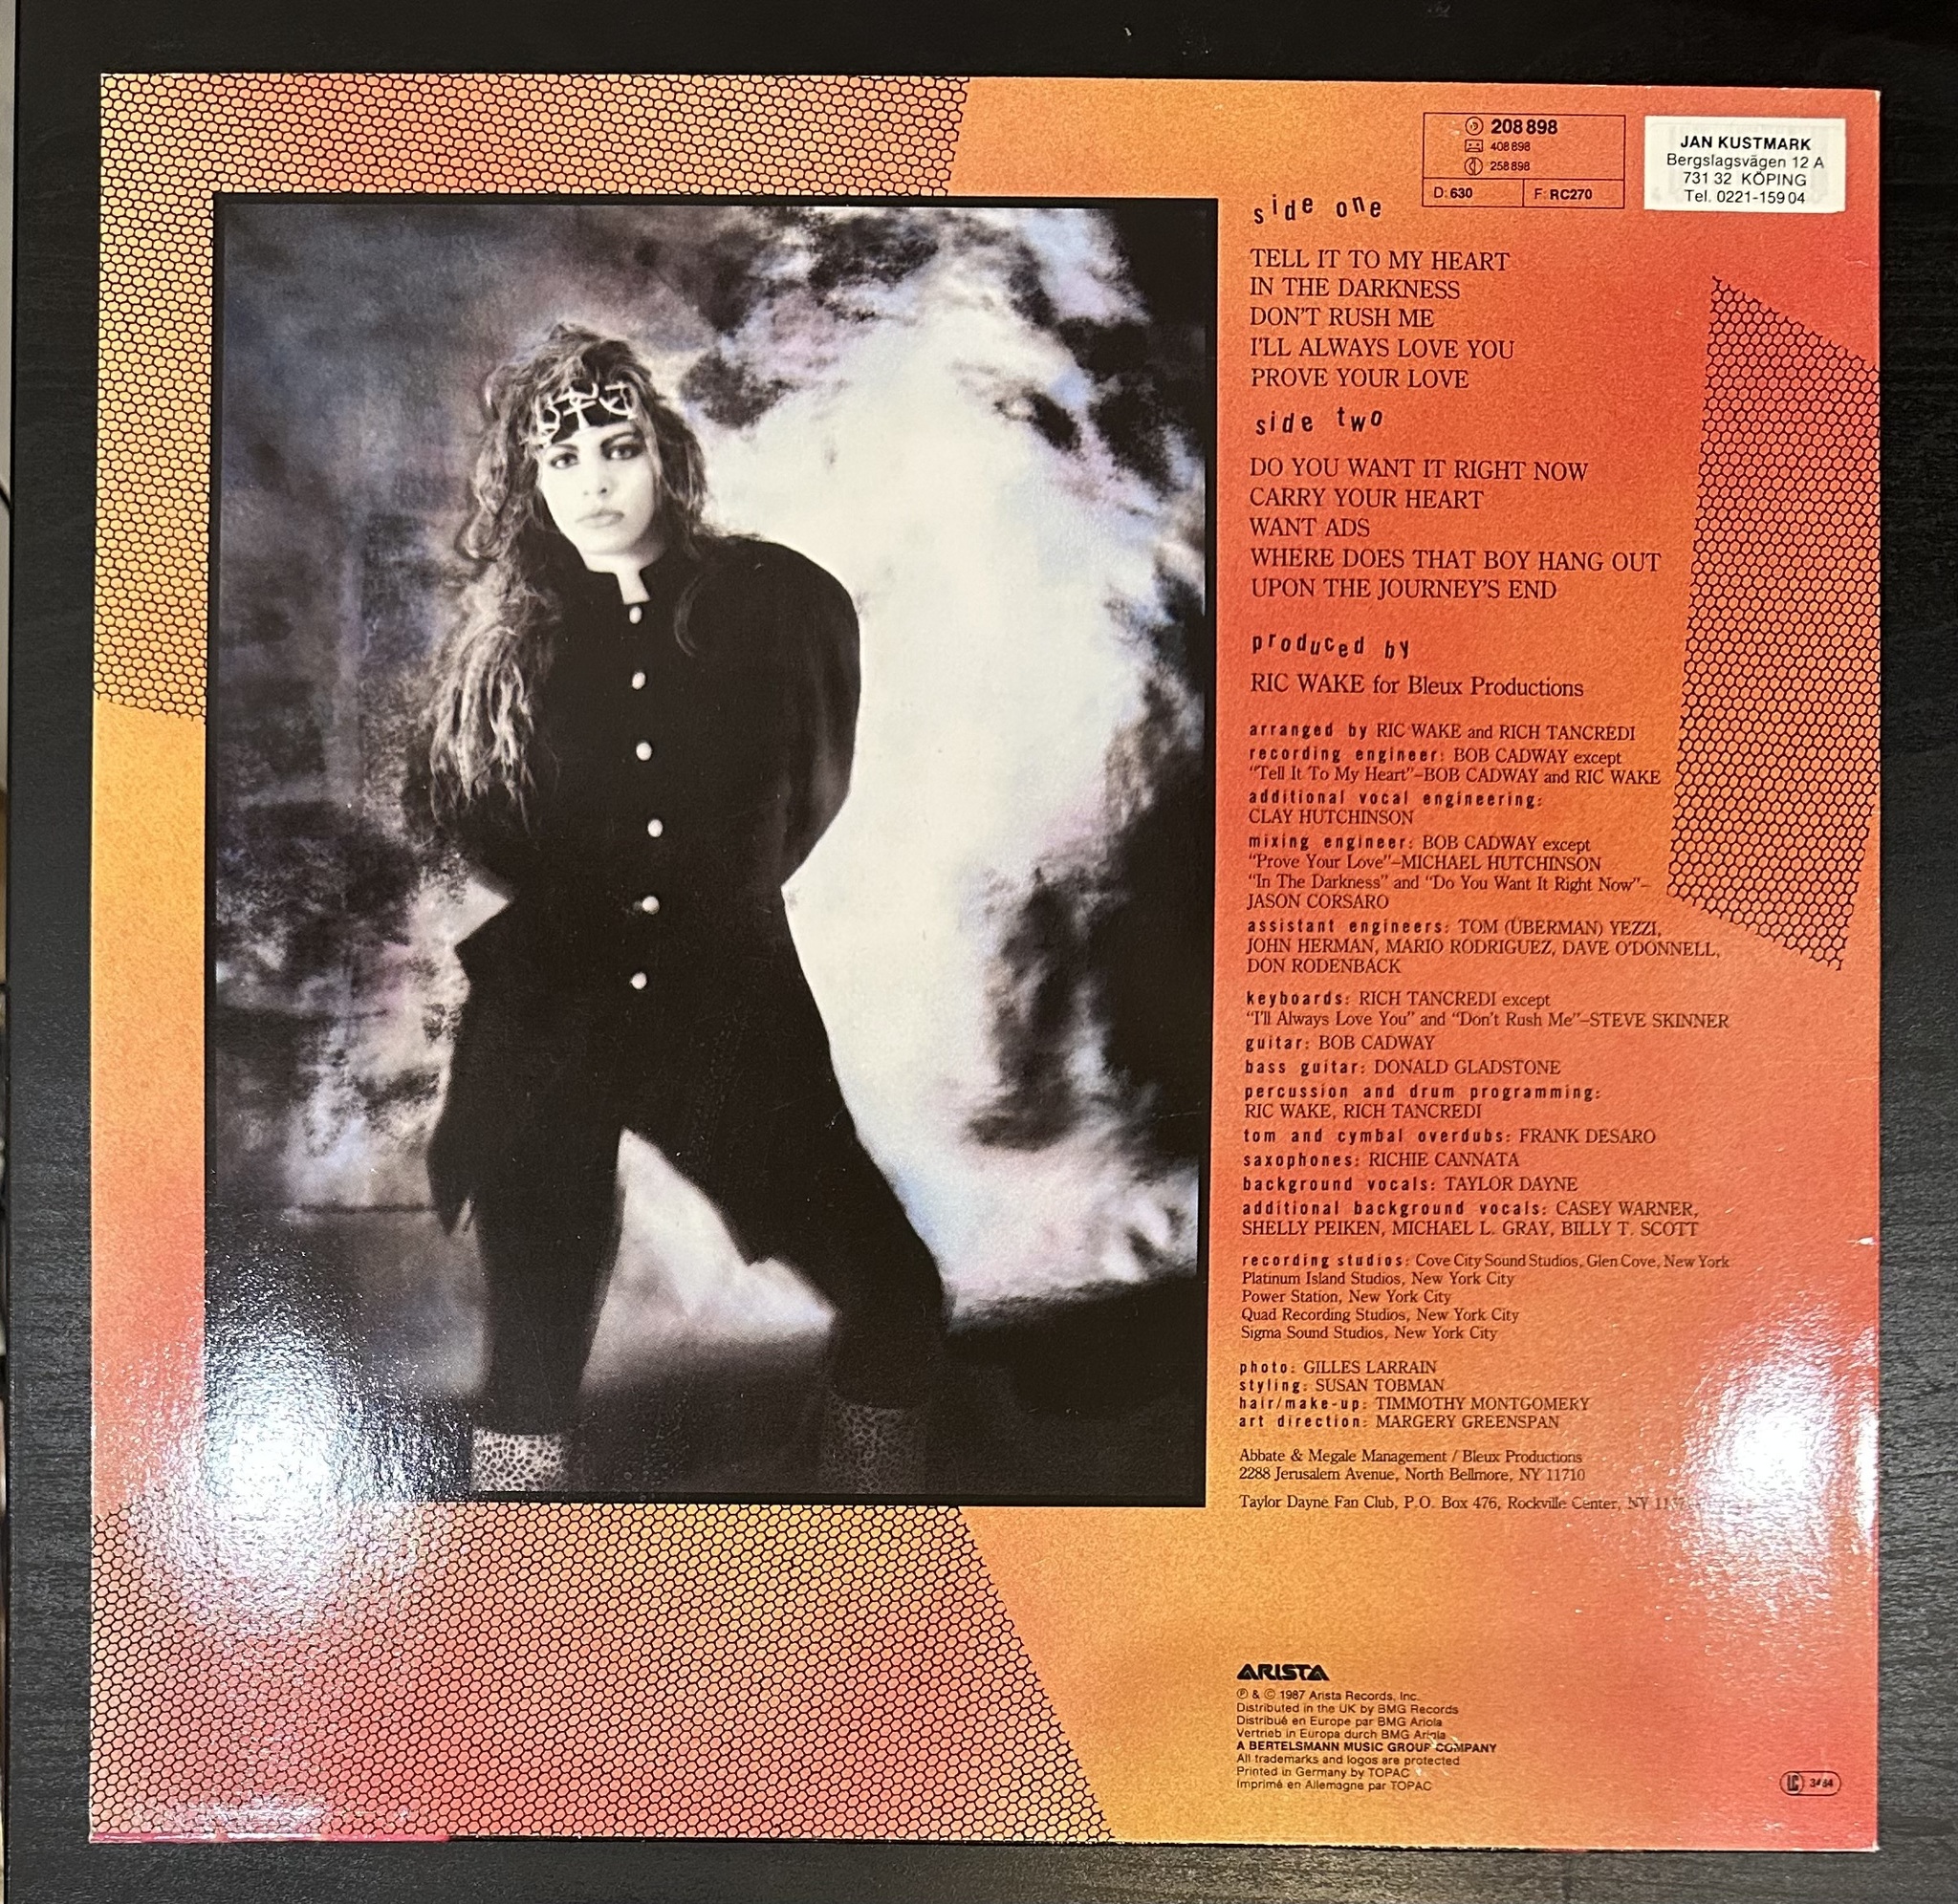 208 898
408 898
258 898
D: 630
F: RC270
JAN KUSTMARK
Bergslagsvägen 12 A
731 32 KÖPING
Tel. 0221-159 04
side one
TELL IT TO MY HEART
IN THE DARKNESS
DON'T RUSH ME
I'LL ALWAYS LOVE YOU
PROVE YOUR LOVE
side two
DO YOU WANT IT RIGHT NOW
CARRY YOUR HEART
WANT ADS
WHERE DOES THAT BOY HANG OUT
UPON THE JOURNEY'S END
produced by
RIC WAKE for Bleux Productions
arranged by RIC WAKE and RICH TANCREDI
recording engineer: BOB CADWAY except
"Tell It To My Heart"–BOB CADWAY and RIC WAKE
additional vocal engineering:
CLAY HUTCHINSON
mixing engineer: BOB CADWAY except
"Prove Your Love"–MICHAEL HUTCHINSON
"In The Darkness" and "Do You Want It Right Now"–
JASON CORSARO
assistant engineers: TOM (ÜBERMAN) YEZZI,
JOHN HERMAN, MARIO RODRIGUEZ, DAVE O'DONNELL,
DON RODENBACK
keyboards: RICH TANCREDI except
"I'll Always Love You" and "Don't Rush Me"–STEVE SKINNER
guitar: BOB CADWAY
bass guitar: DONALD GLADSTONE
percussion and drum programming:
RIC WAKE, RICH TANCREDI
tom and cymbal overdubs: FRANK DESARO
saxophones: RICHIE CANNATA
background vocals: TAYLOR DAYNE
additional background vocals: CASEY WARNER,
SHELLY PEIKEN, MICHAEL L. GRAY, BILLY T. SCOTT
recording studios: Cove City Sound Studios, Glen Cove, New York
Platinum Island Studios, New York City
Power Station, New York City
Quad Recording Studios, New York City
Sigma Sound Studios, New York City
photo: GILLES LARRAIN
styling: SUSAN TOBMAN
hair/make-up: TIMMOTHY MONTGOMERY
art direction: MARGERY GREENSPAN
Abbate & Megale Management / Bleux Productions
2288 Jerusalem Avenue, North Bellmore, NY 11710
Taylor Dayne Fan Club, P.O. Box 476, Rockville Center, NY
ARISTA
℗ & © 1987 Arista Records, Inc.
Distributed in the UK by BMG Records
Distribué en Europe par BMG Ariola
Vertrieb in Europa durch BMG Ariola
A BERTELSMANN MUSIC GROUP COMPANY
All trademarks and logos are protected
Printed in Germany by TOPAC
Imprimé en Allemagne par TOPAC
LC